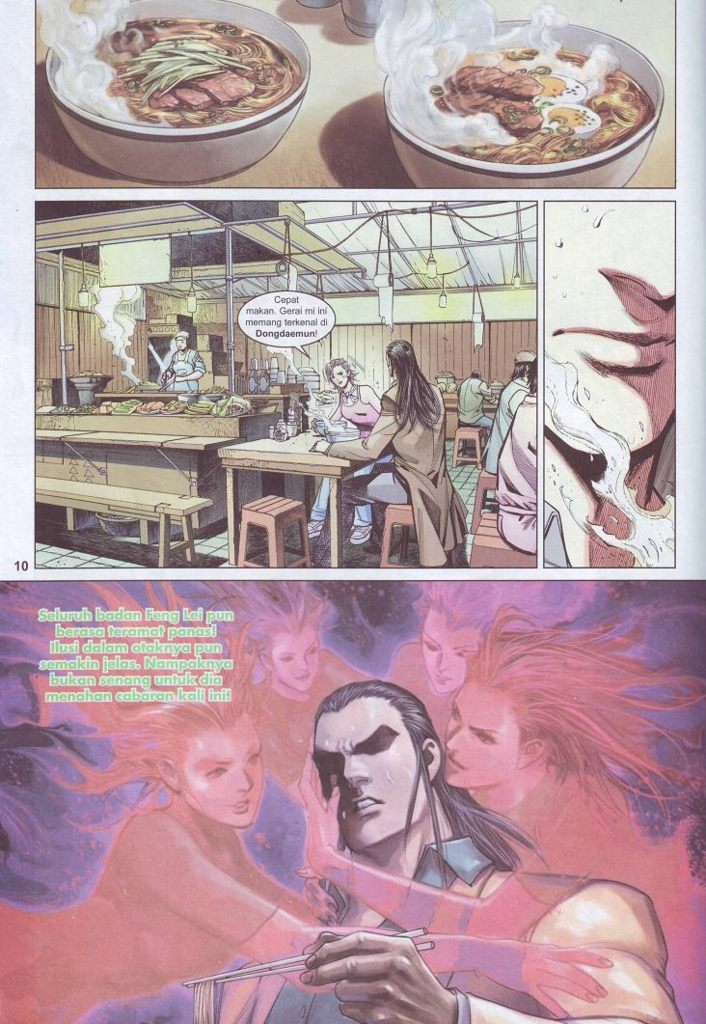 Cepat
makan. Gerai mi ini
memang terkenal di
Dongdaemun!
10
Seluruh badan Feng Lei pun
berasa teramat panas!
Ilusi dalam otaknya pun
semakin jelas. Nampaknya
bukan senang untuk dia
menahan cabaran kali ini!